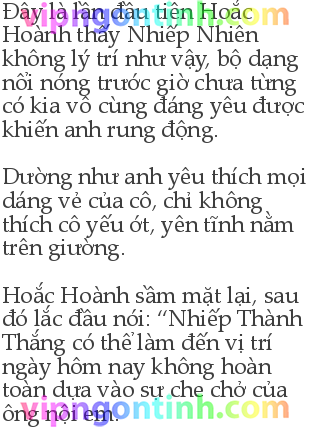 Đây là lần đầu tiên Hoắc
Hoành thấy Nhiếp Nhiên
không lý trí như vậy, bộ dạng
nổi nóng trước giờ chưa từng
có kia vô cùng đáng yêu được
khiến anh rung động.
Dường như anh yêu thích mọi
dáng vẻ của cô, chỉ không
thích cô yếu ớt, yên tĩnh nằm
trên giường.
Hoắc Hoành sầm mặt lại, sau
đó lắc đầu nói: “Nhiếp Thành
Thắng có thể làm đến vị trí
ngày hôm nay không hoàn
toàn dựa vào sự che chở của
ông nội em.
vipngontinh.com
vipngontinh.com